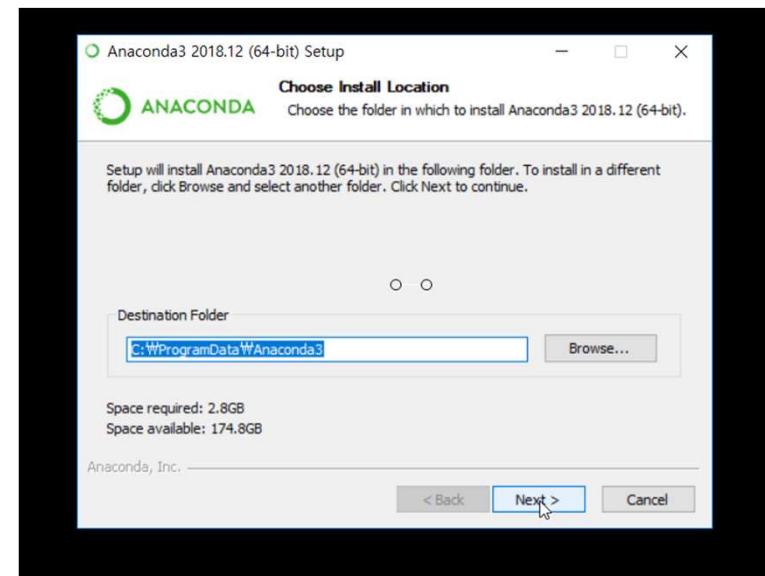 Anaconda3 2018.12 (64-bit) Setup
ANACONDA
Choose Install Location
Choose the folder in which to install Anaconda3 2018.12 (64-bit).
Setup will install Anaconda3 2018.12 (64-bit) in the following folder. To install in a different
folder, click Browse and select another folder. Click Next to continue.
Destination Folder
C:₩ProgramData₩Anaconda3
Browse...
Space required: 2.8GB
Space available: 174.8GB
Anaconda, Inc.
< Back
Next >
Cancel